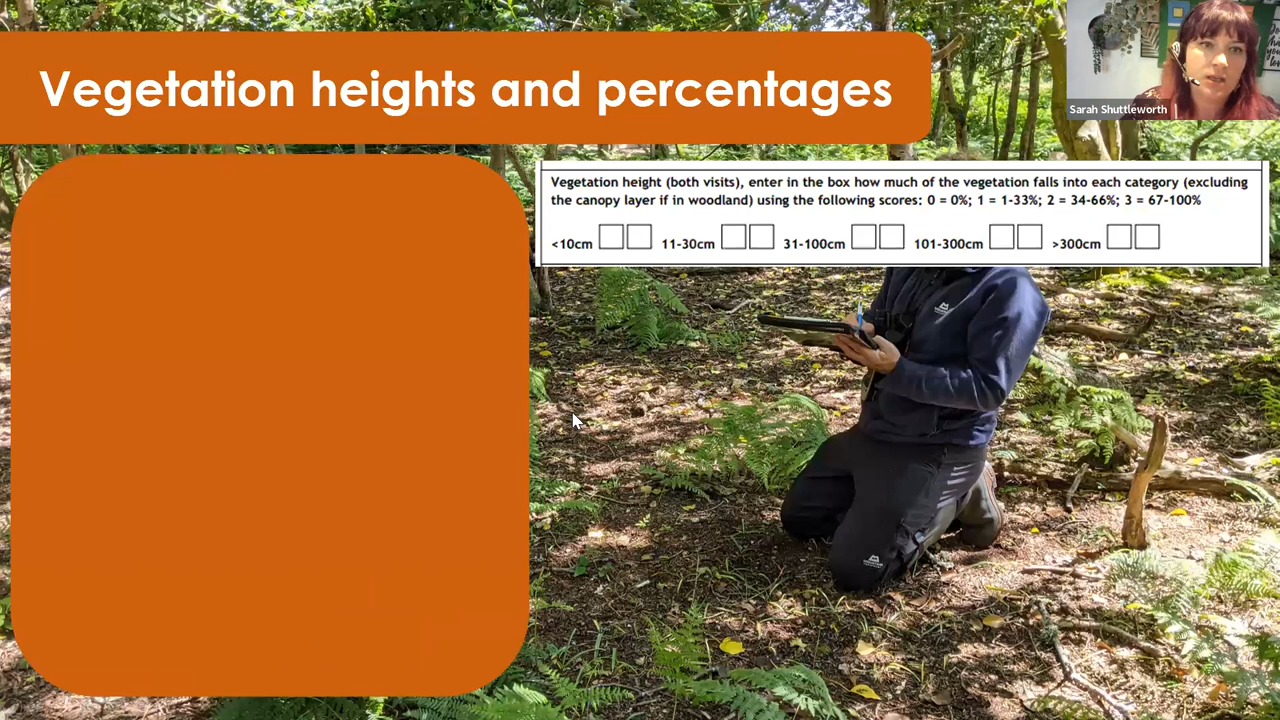 Vegetation heights and percentages
Sarah Shuttleworth
Vegetation height (both visits), enter in the box how much of the vegetation falls into each category (excluding
the canopy layer if in woodland) using the following scores: 0 = 0%; 1 = 1-33%; 2 = 34-66%; 3 = 67-100%
<10cm 11-30cm 31-100cm 101-300cm >300cm